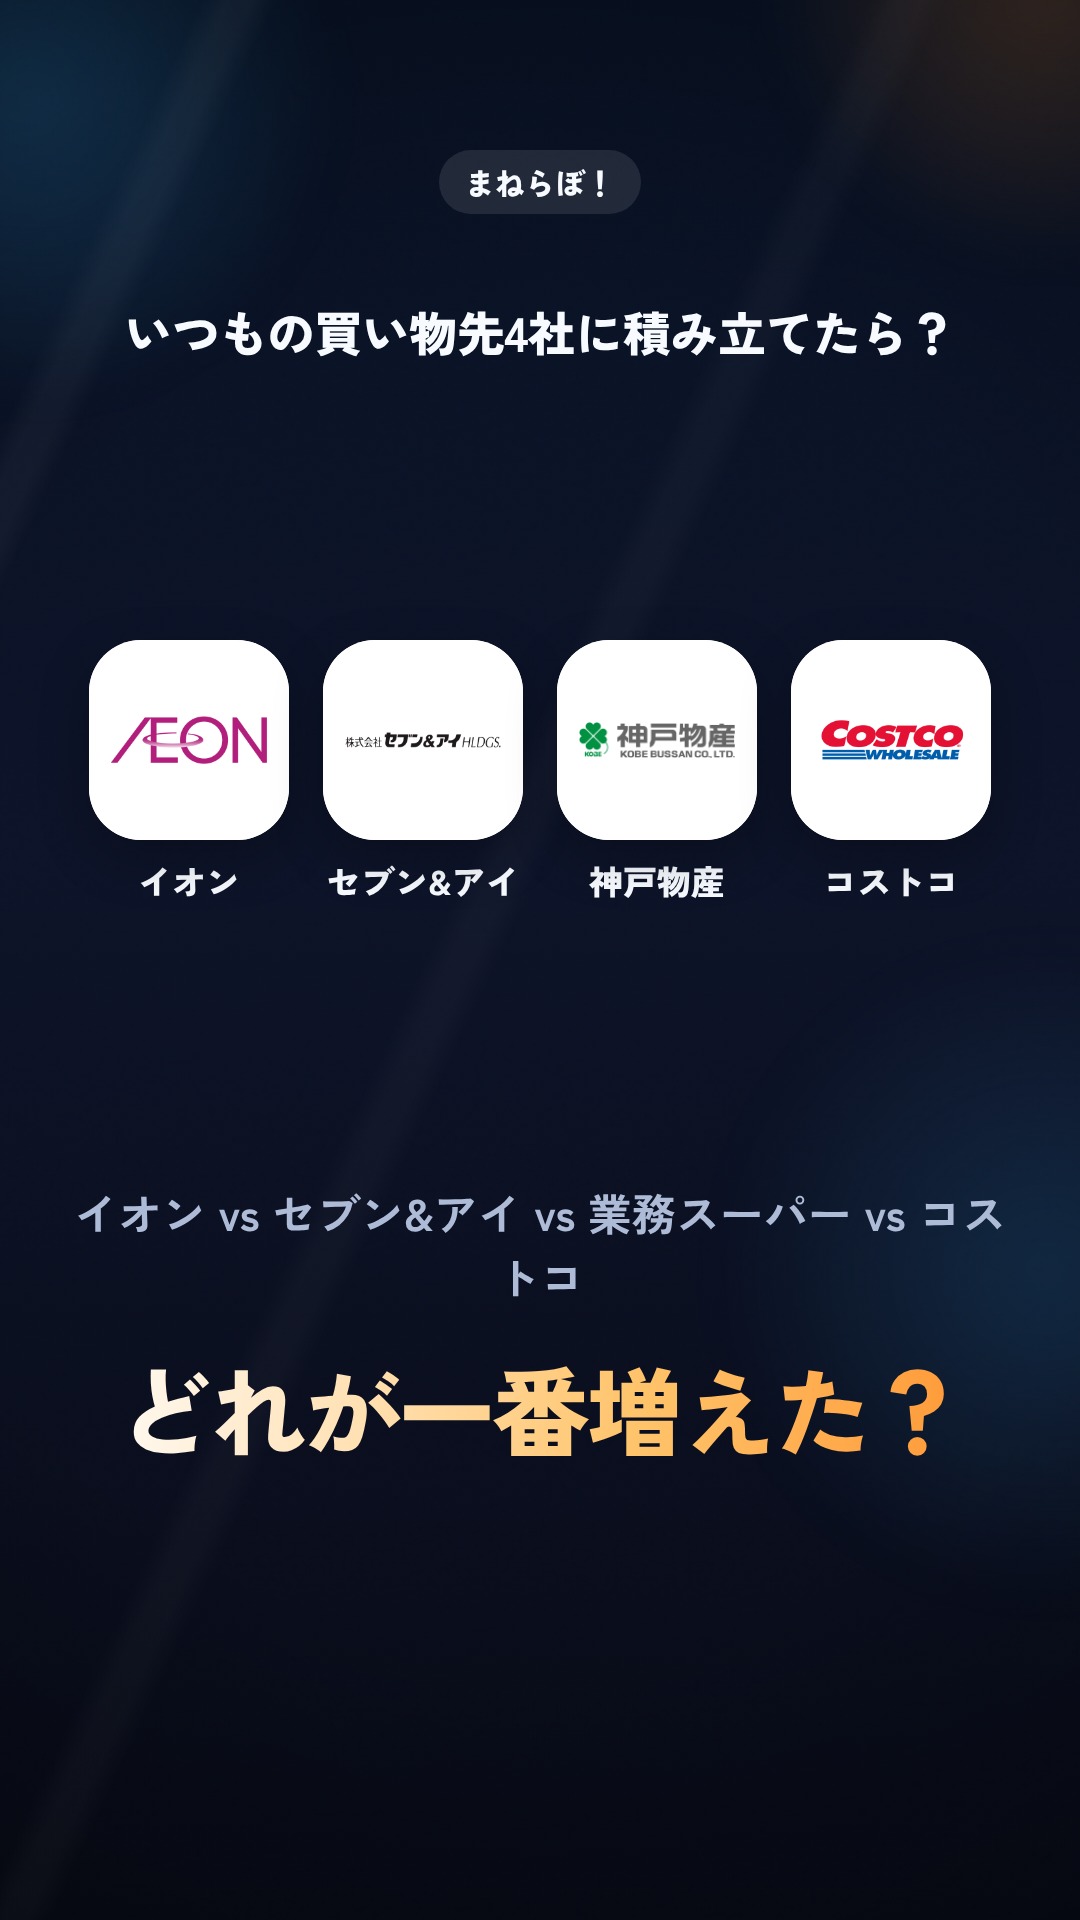 まねらぼ！
いつもの買い物先4社に積み立てたら？
ÆON
株式会社セブン&アイHLDGS.
神戸物産
KOBE
KOBE BUSSAN CO., LTD.
COSTCO
WHOLESALE
イオン
セブン&アイ
神戸物産
コストコ
イオン vs セブン&アイ vs 業務スーパー vs コス
トコ
どれが一番増えた？